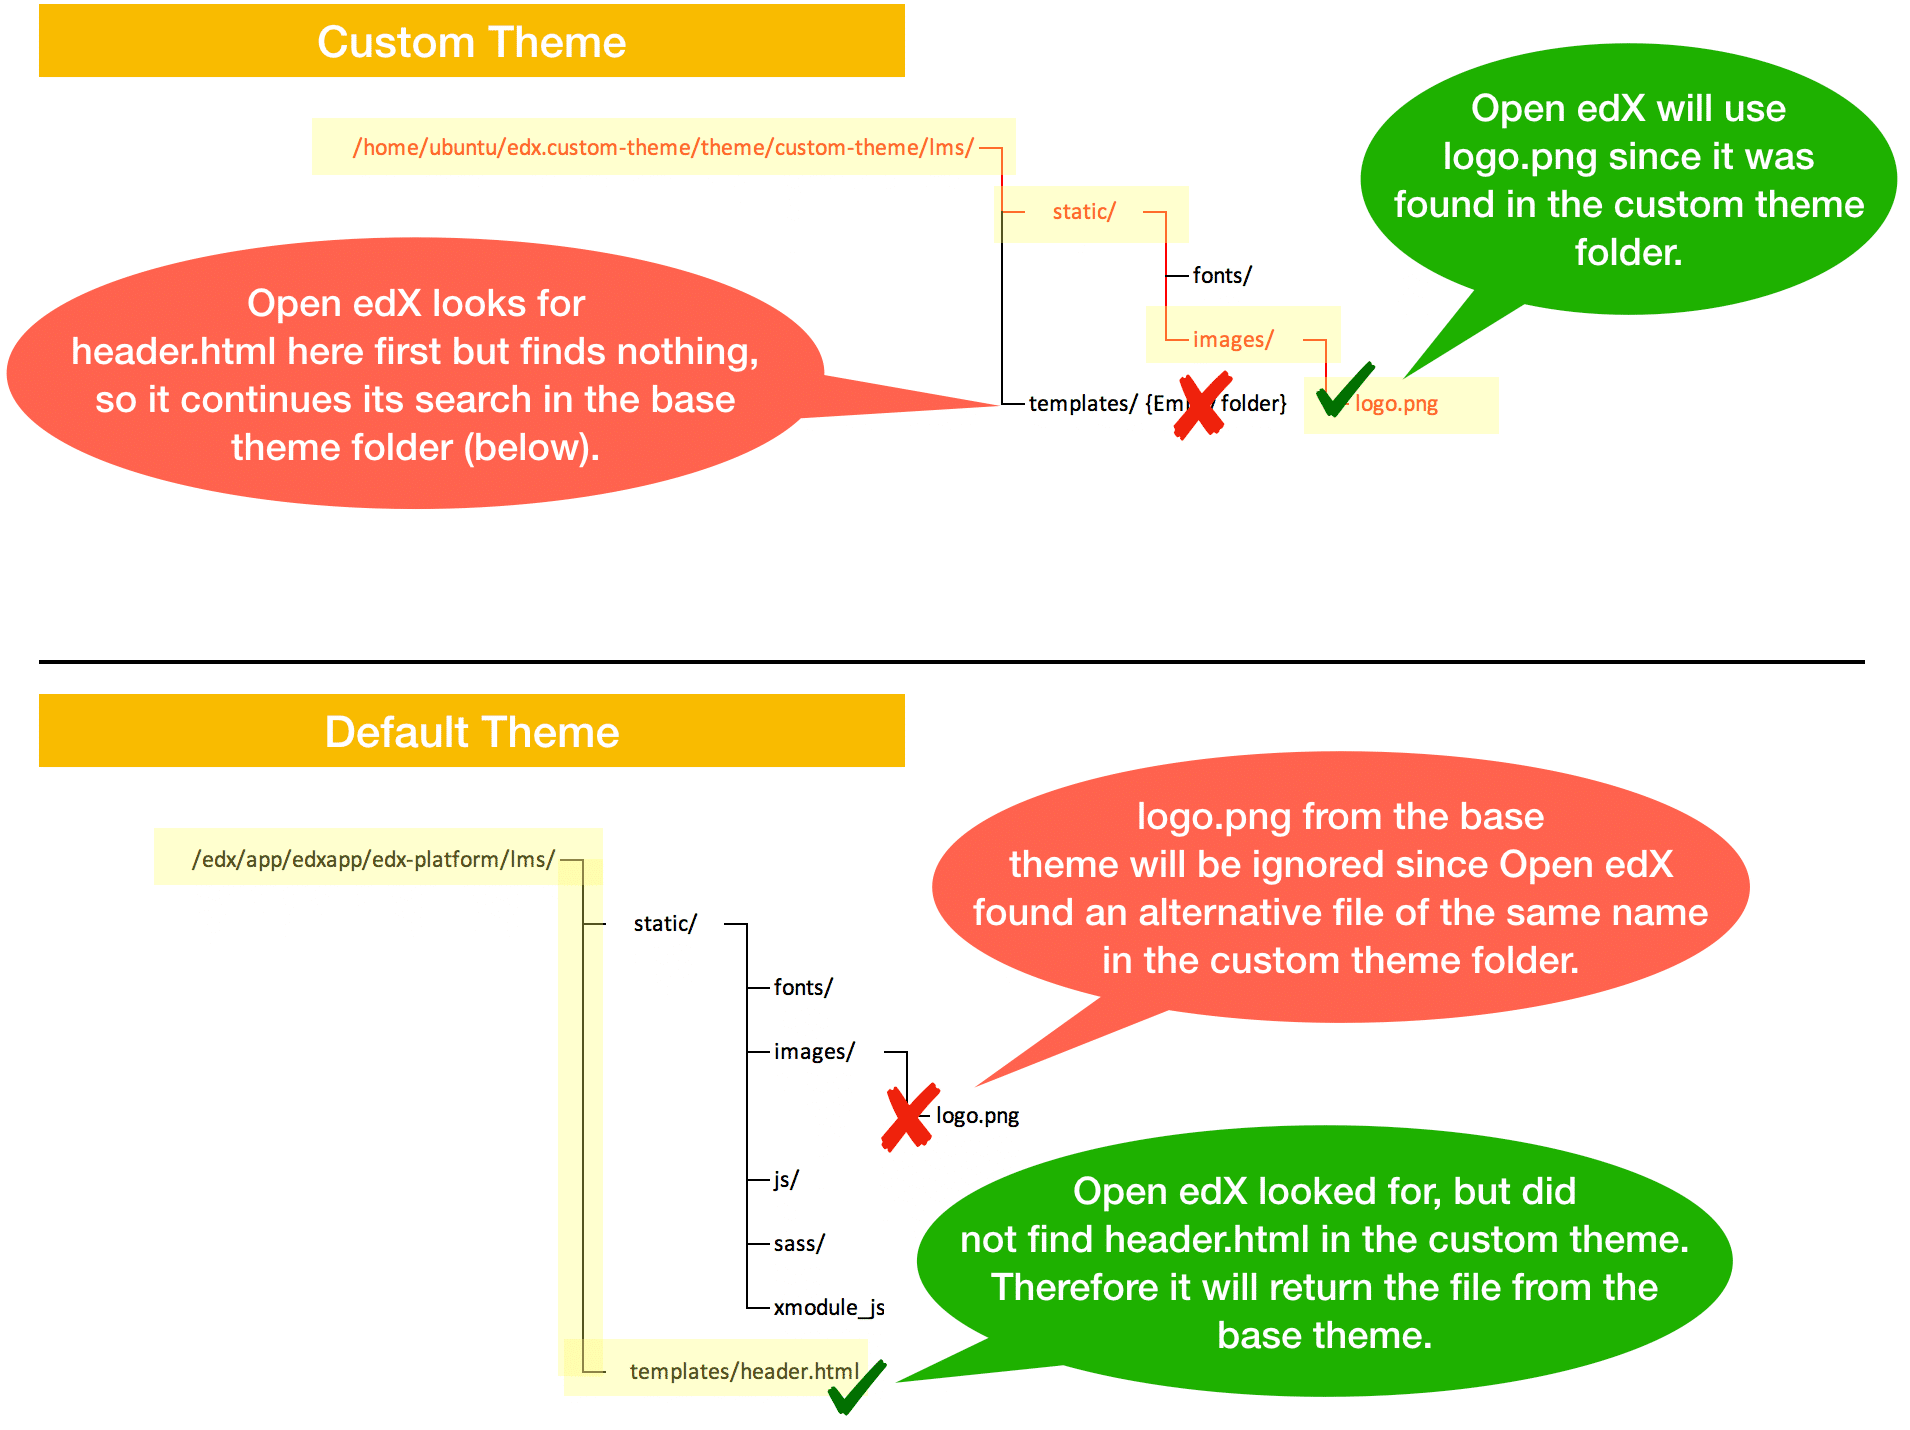 Custom Theme
/home/ubuntu/edx.custom-theme/theme/custom-theme/lms/
static/
fonts/
images/
logo.png
templates/ {Em folder}
Open edX will use
logo.png since it was
found in the custom theme
folder.
Open edX looks for
header.html here first but finds nothing,
so it continues its search in the base
theme folder (below).
Default Theme
/edx/app/edxapp/edx-platform/lms/
static/
fonts/
images/
logo.png
js/
sass/
xmodule_js
templates/header.html
logo.png from the base
theme will be ignored since Open edX
found an alternative file of the same name
in the custom theme folder.
Open edX looked for, but did
not find header.html in the custom theme.
Therefore it will return the file from the
base theme.